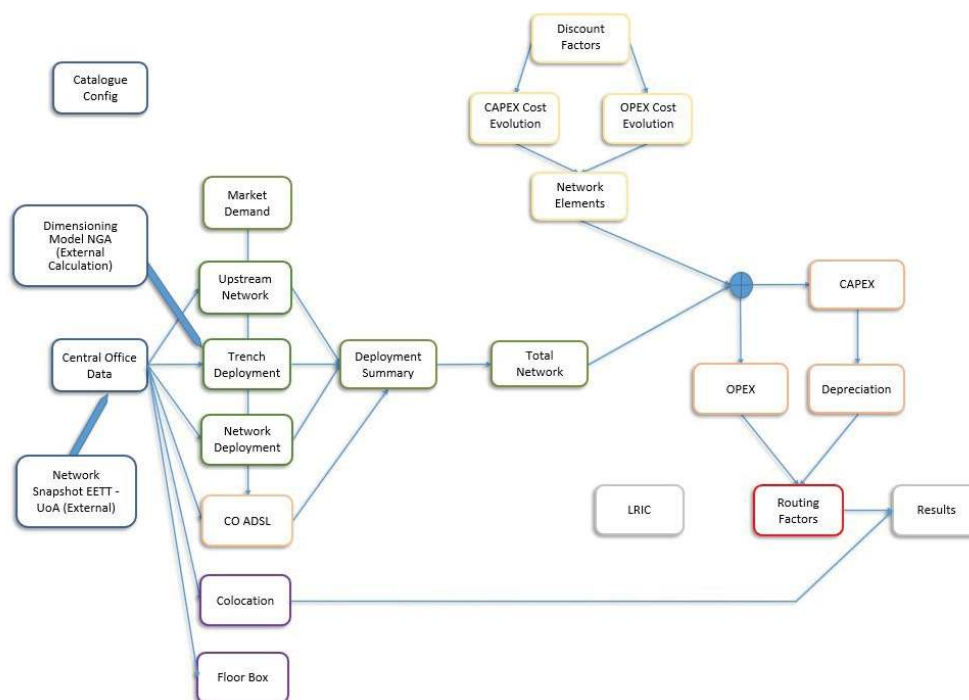 Discount
Factors
Catalogue
Config
CAPEX Cost
Evolution
OPEX Cost
Evolution
Market
Demand
Network
Elements
Dimensioning
Model NGA
(External
Calculation)
Upstream
Network
CAPEX
Central Office
Data
Trench
Deployment
Deployment
Summary
Total
Network
OPEX
Depreciation
Network
Deployment
Network
Snapshot EETT -
UoA (External)
CO ADSL
LRIC
Routing
Factors
Results
Colocation
Floor Box